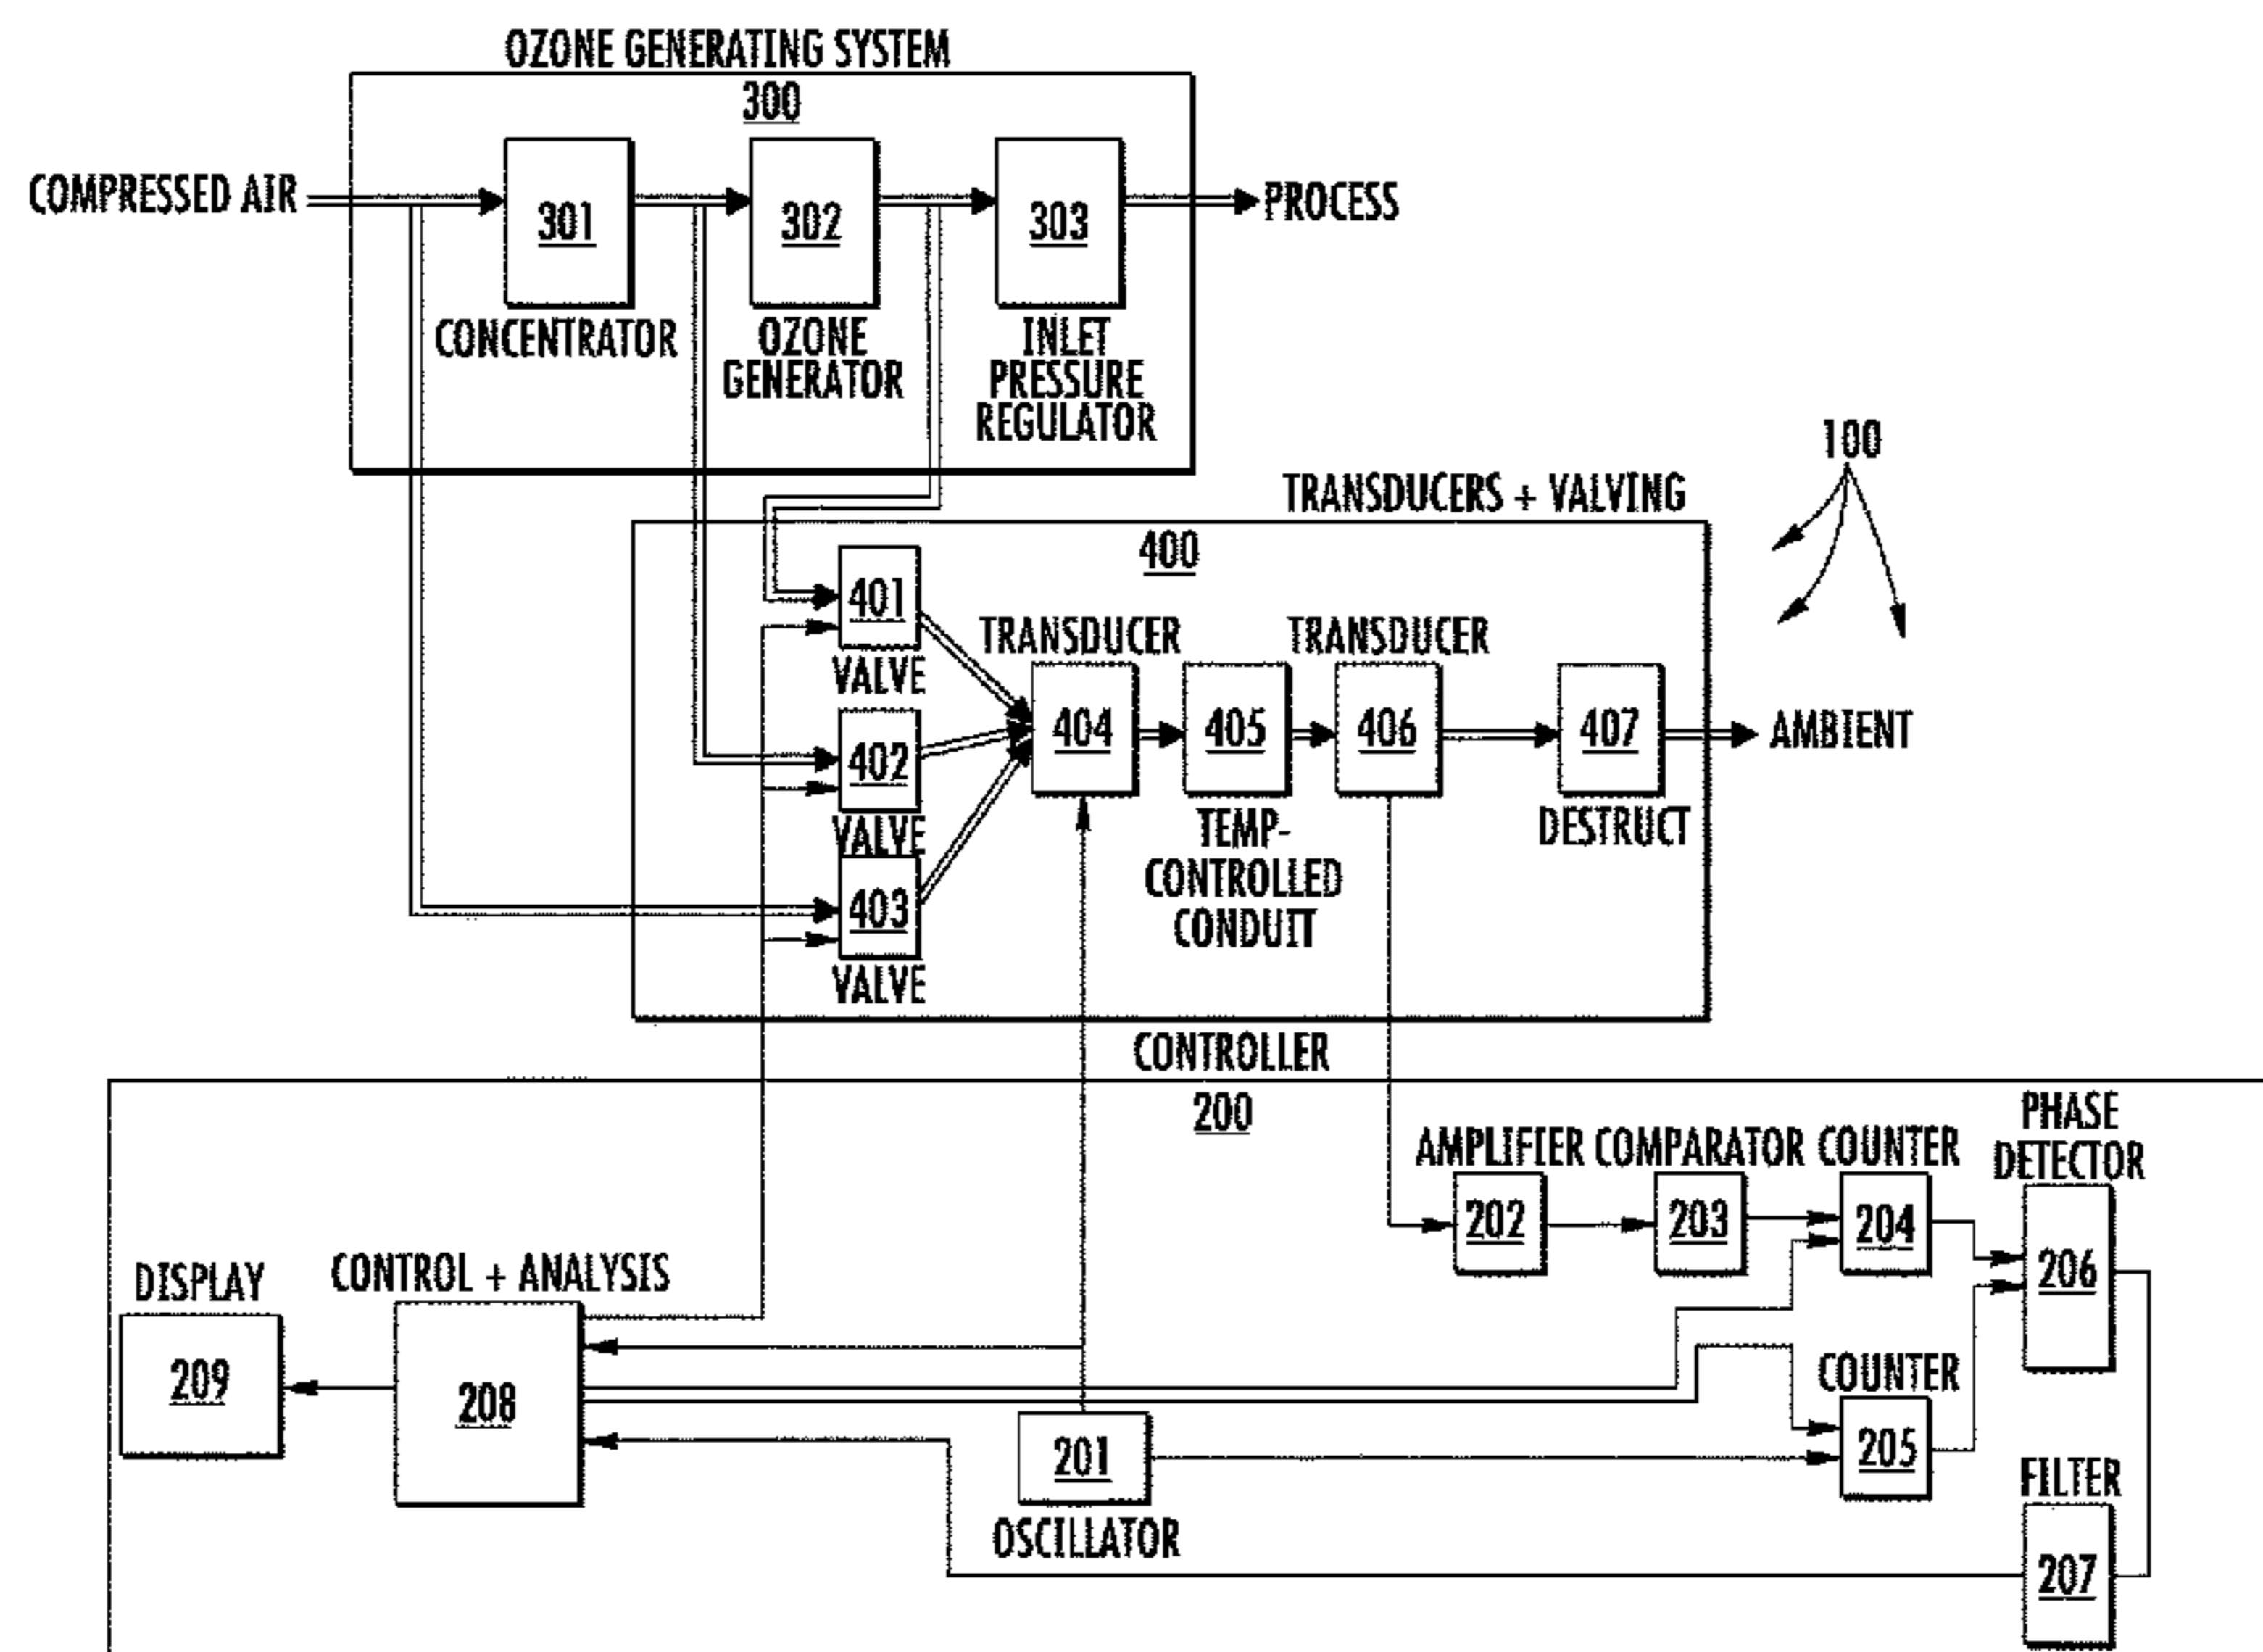 OZONE GENERATING SYSTEM
300
COMPRESSED AIR
301
302
303
PROCESS
CONCENTRATOR
OZONE
GENERATOR
INLET
PRESSURE
REGULATOR
100
TRANSDUCERS + VALVING
400
401
VALVE
402
VALVE
403
VALVE
TRANSDUCER
404
405
TEMP-
CONTROLLED
CONDUIT
TRANSDUCER
406
407
DESTRUCT
AMBIENT
CONTROLLER
200
AMPLIFIER
202
COMPARATOR
203
COUNTER
204
PHASE
DETECTOR
206
DISPLAY
209
CONTROL + ANALYSIS
208
201
OSCILLATOR
COUNTER
205
FILTER
207